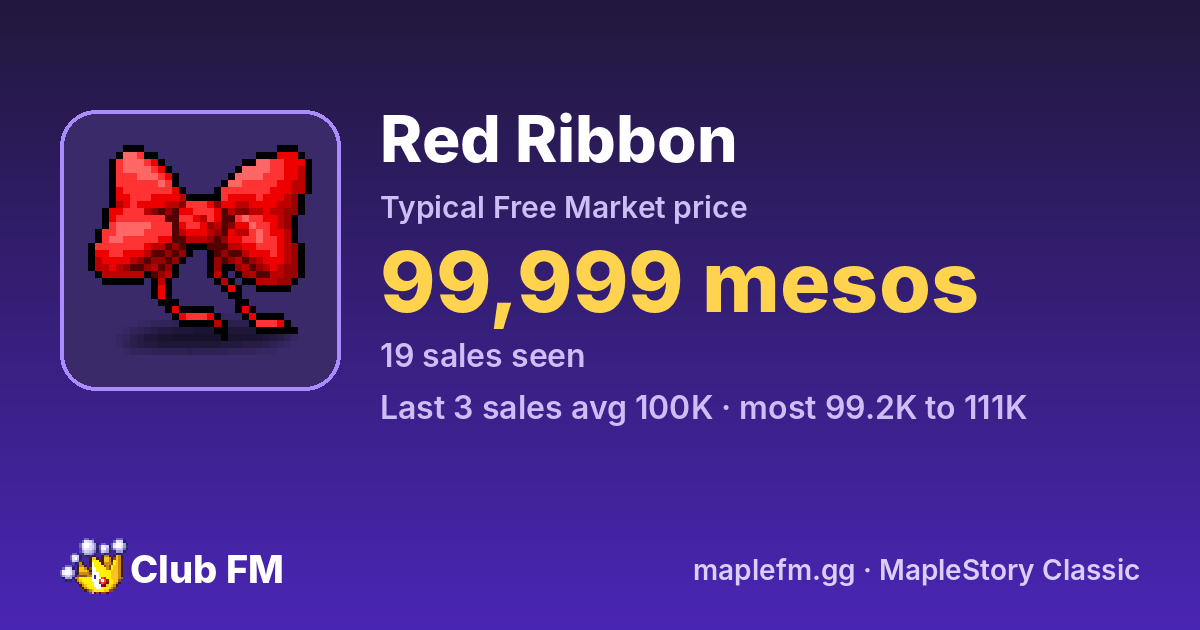 Red Ribbon
Typical Free Market price
99,999 mesos
19 sales seen
Last 3 sales avg 100K · most 99.2K to 111K
Club FM
maplefm.gg · MapleStory Classic